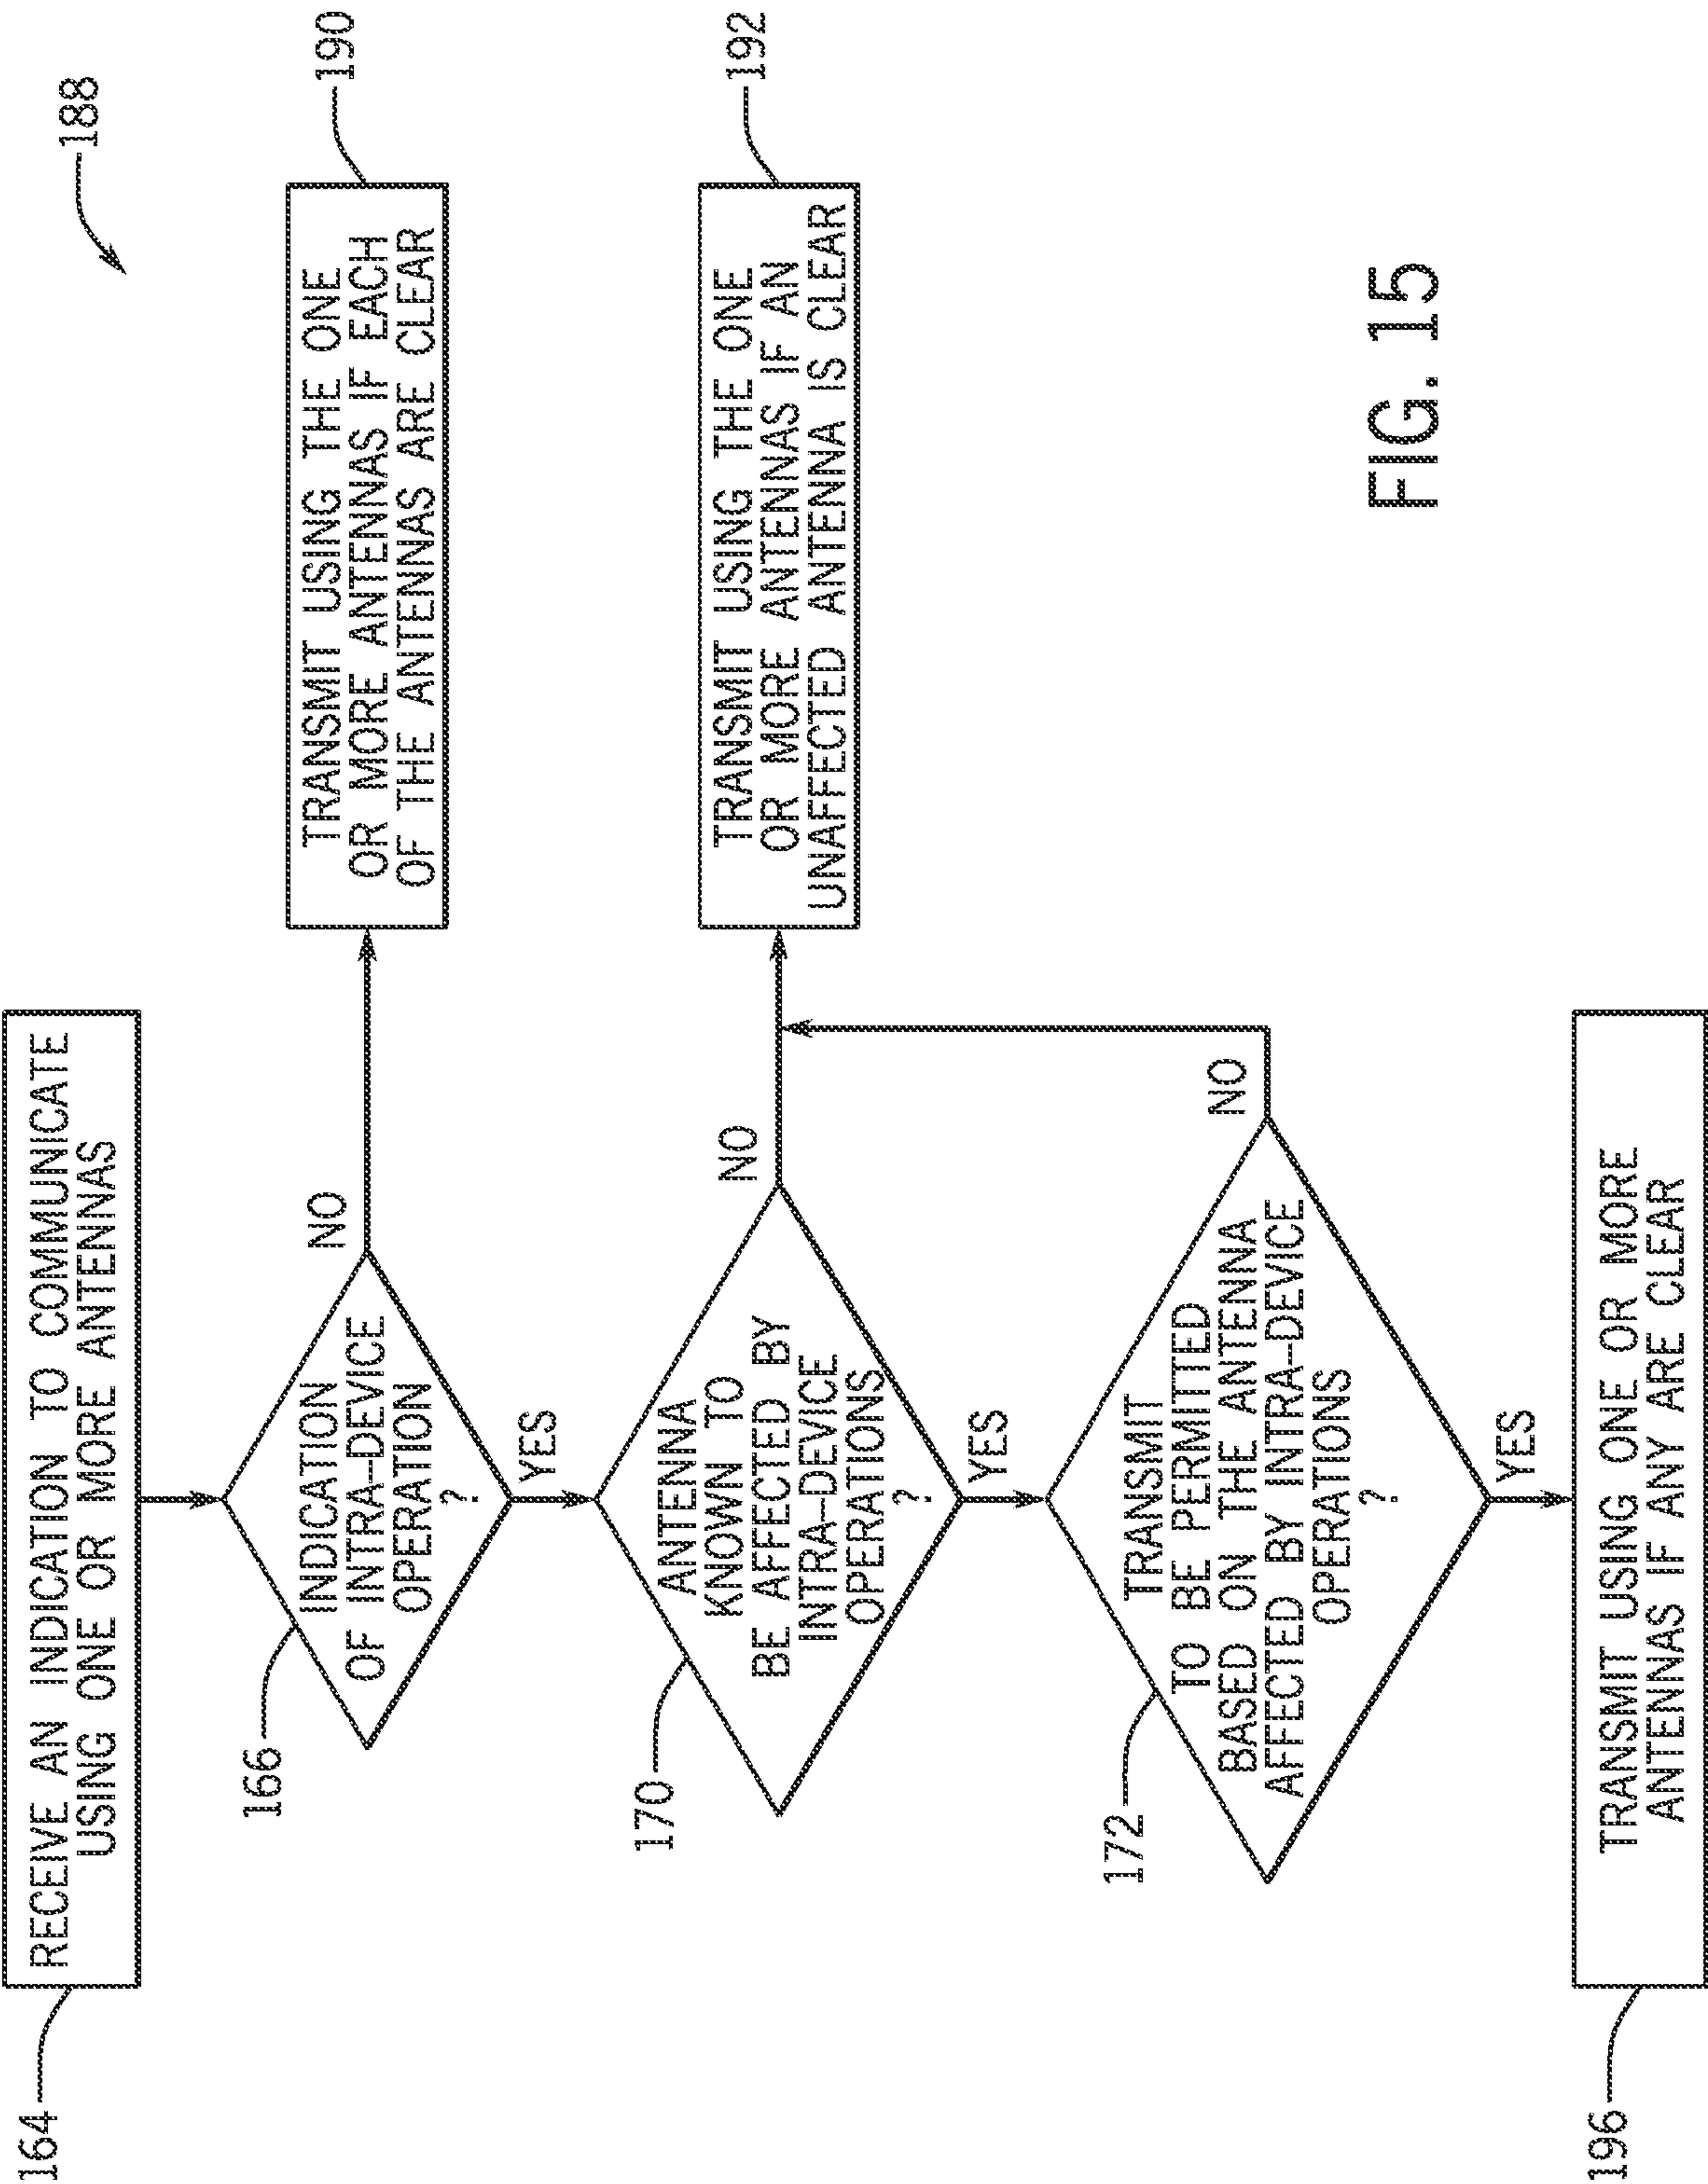 188
164
RECEIVE AN INDICATION TO COMMUNICATE
USING ONE OR MORE ANTENNAS
166
INDICATION
OF INTRA-DEVICE
OPERATION
?
NO
TRANSMIT USING THE ONE
OR MORE ANTENNAS IF EACH
OF THE ANTENNAS ARE CLEAR
190
YES
170
ANTENNA
KNOWN TO
BE AFFECTED BY
INTRA-DEVICE
OPERATIONS
?
NO
TRANSMIT USING THE ONE
OR MORE ANTENNAS IF AN
UNAFFECTED ANTENNA IS CLEAR
192
YES
172
TRANSMIT
TO BE PERMITTED
BASED ON THE ANTENNA
AFFECTED BY INTRA-DEVICE
OPERATIONS
?
NO
YES
196
TRANSMIT USING ONE OR MORE
ANTENNAS IF ANY ARE CLEAR
FIG. 15